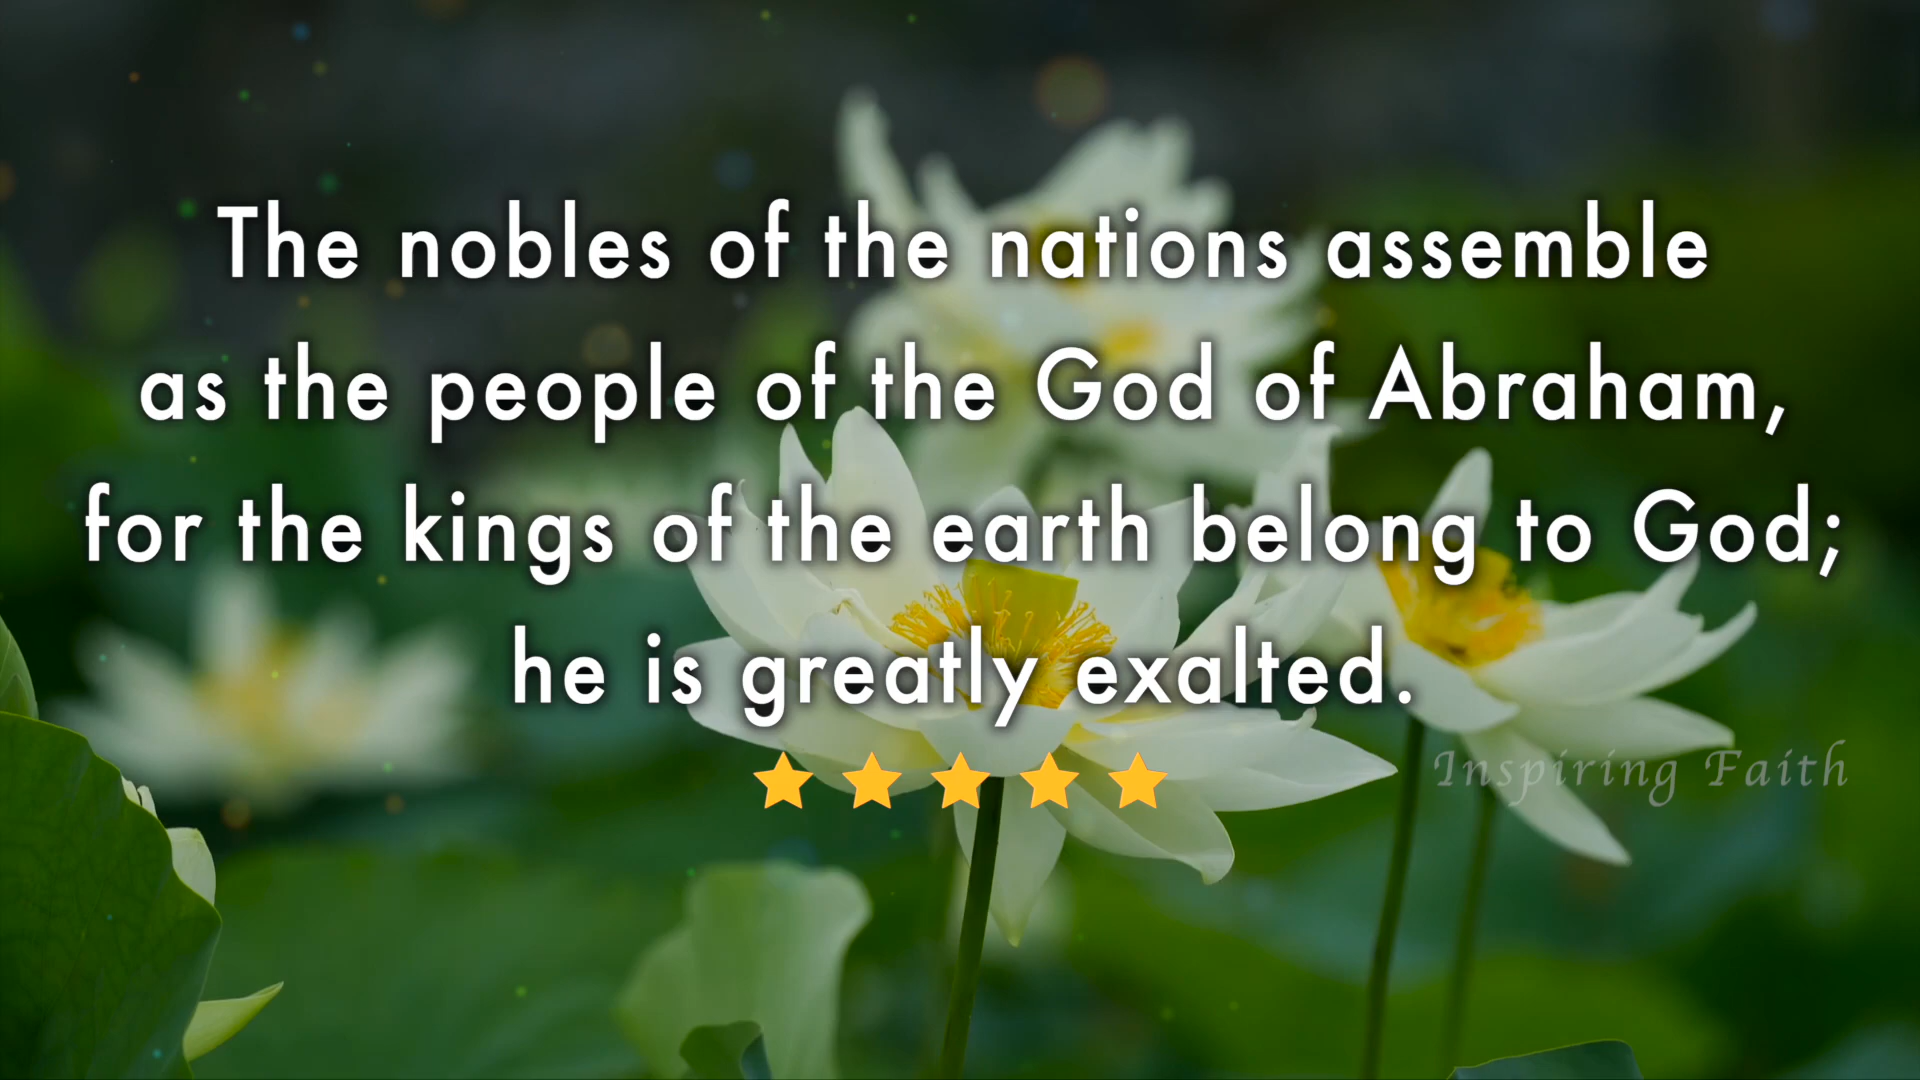 The nobles of the nations assemble
as the people of the God of Abraham,
for the kings of the earth belong to God;
he is greatly exalted.
Inspiring Faith